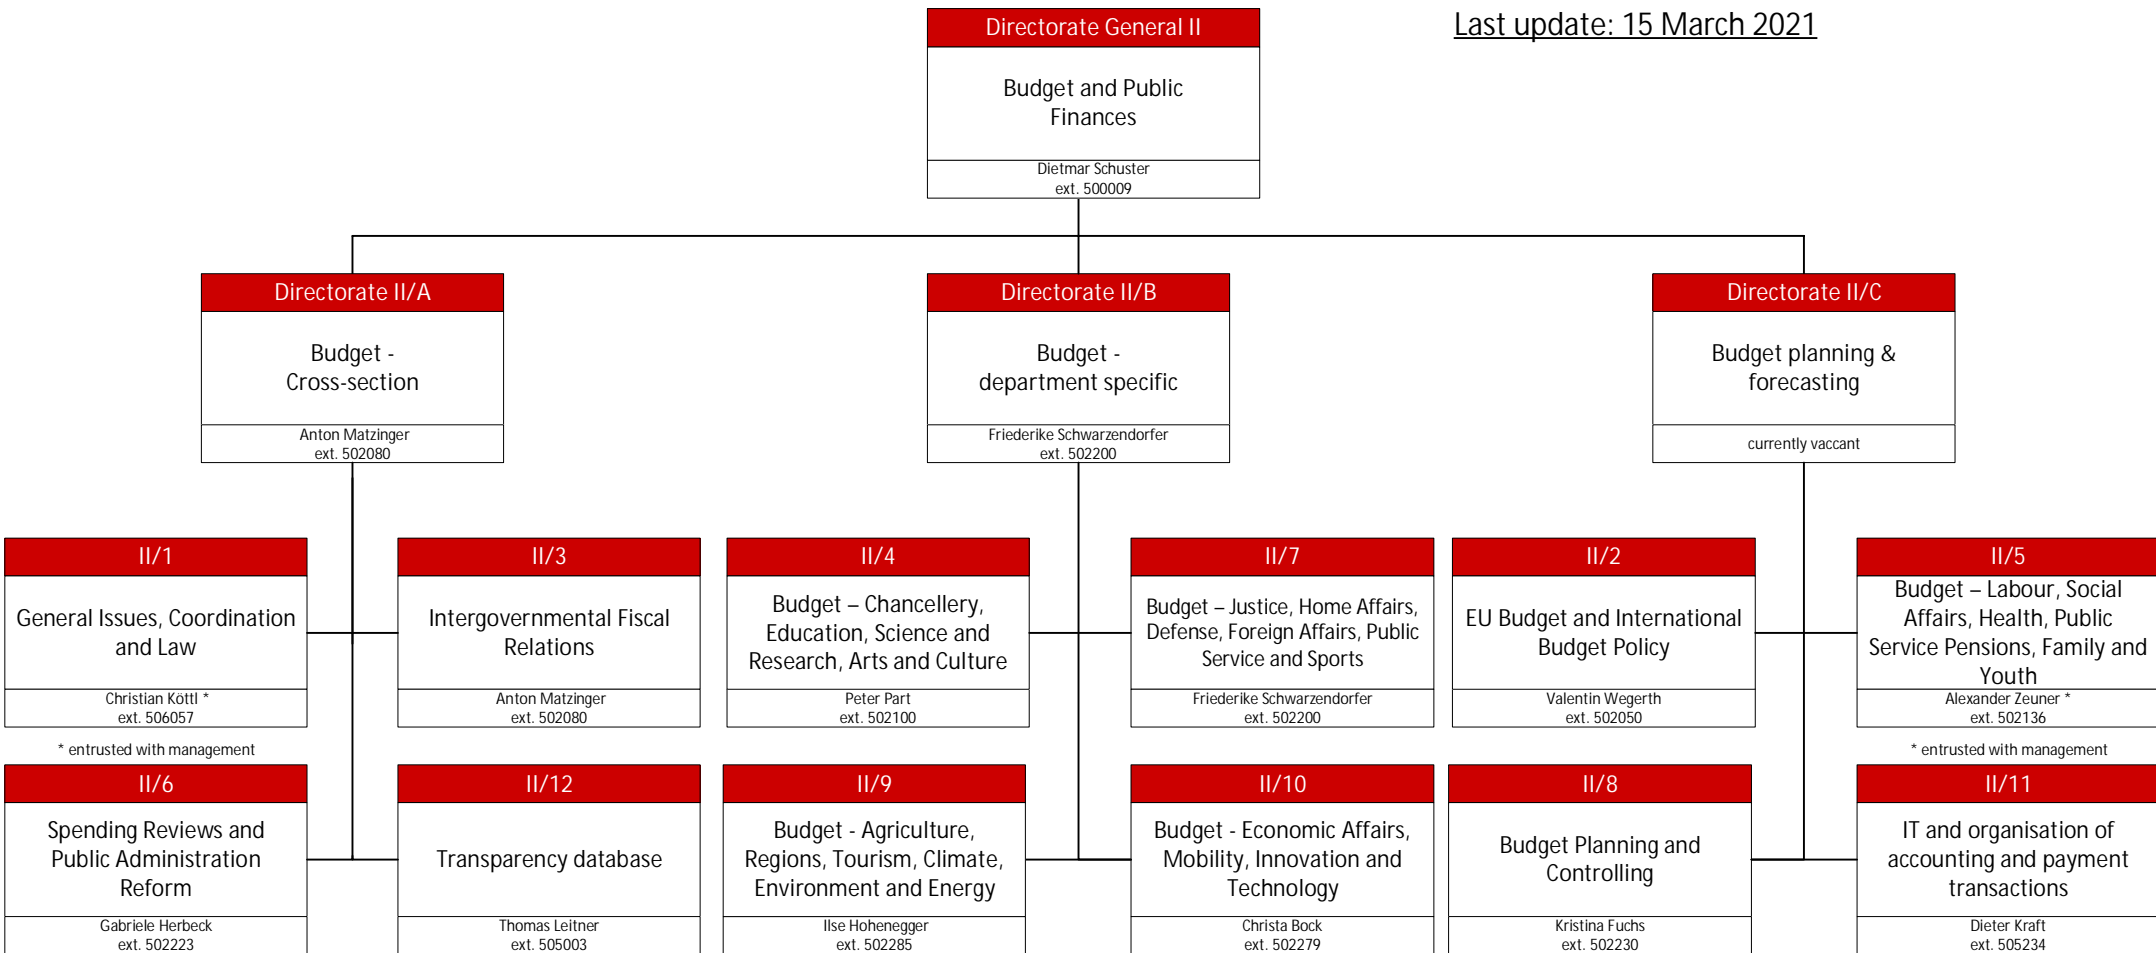 Directorate General II
Last update: 15 March 2021
Budget and Public
Finances
Dietmar Schuster
ext. 500009
Directorate II/A
Budget -
Cross-section
Anton Matzinger
ext. 502080
Directorate II/B
Budget -
department specific
Friederike Schwarzendorfer
ext. 502200
Directorate II/C
Budget planning &
forecasting
currently vaccant
II/1
General Issues, Coordination
and Law
Christian Köttl *
ext. 506057
* entrusted with management
II/3
Intergovernmental Fiscal
Relations
Anton Matzinger
ext. 502080
II/4
Budget – Chancellery,
Education, Science and
Research, Arts and Culture
Peter Part
ext. 502100
II/7
Budget – Justice, Home Affairs,
Defense, Foreign Affairs, Public
Service and Sports
Friederike Schwarzendorfer
ext. 502200
II/2
EU Budget and International
Budget Policy
Valentin Wegerth
ext. 502050
II/5
Budget – Labour, Social
Affairs, Health, Public
Service Pensions, Family and
Youth
Alexander Zeuner *
ext. 502136
* entrusted with management
II/6
Spending Reviews and
Public Administration
Reform
Gabriele Herbeck
ext. 502223
II/12
Transparency database
Thomas Leitner
ext. 505003
II/9
Budget - Agriculture,
Regions, Tourism, Climate,
Environment and Energy
Ilse Hohenegger
ext. 502285
II/10
Budget - Economic Affairs,
Mobility, Innovation and
Technology
Christa Bock
ext. 502279
II/8
Budget Planning and
Controlling
Kristina Fuchs
ext. 502230
II/11
IT and organisation of
accounting and payment
transactions
Dieter Kraft
ext. 505234